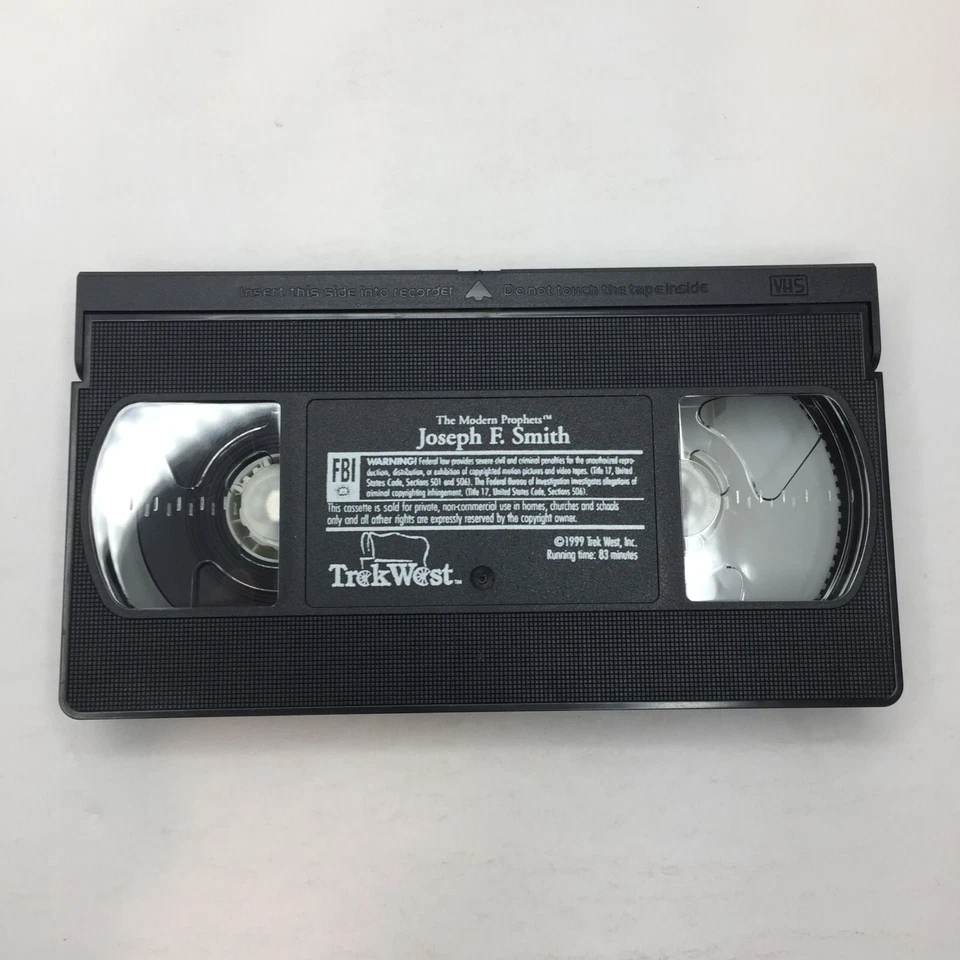 Insert this side into recorder Do not touch the tape inside VHS
The Modern Prophets™
Joseph F. Smith
FBI
WARNING! Federal law provides severe civil and criminal penalties for the unauthorized repro-
duction, distribution, or exhibition of copyrighted motion pictures and video tapes. (Title 17, United
States Code, Sections 501 and 506). The Federal Bureau of Investigation investigates allegations of
criminal copyrighting infringement, (Title 17, United States Code, Section 506).
This cassette is sold for private, non-commercial use in homes, churches and schools
only and all other rights are expressly reserved by the copyright owner.
TrekWest™
©1999 Trek West, Inc.
Running time: 83 minutes